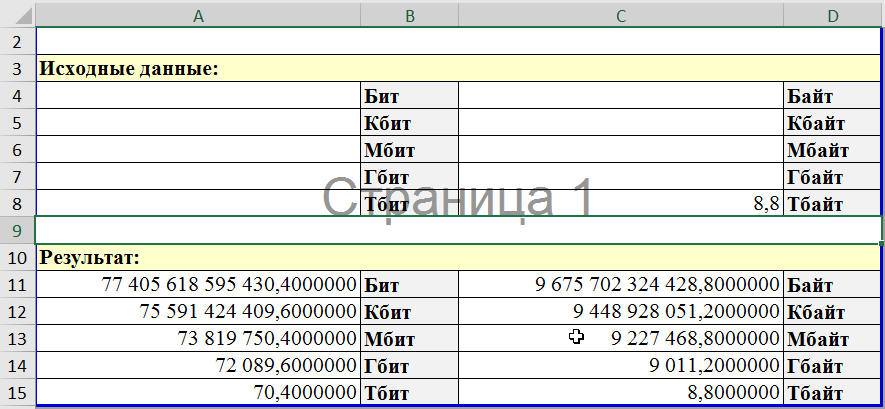 A B C D
2
3 Исходные данные:
4 Бит Байт
5 Кбит Кбайт
6 Мбит Мбайт
7 Гбит Гбайт
Страница 1
8 Тбит 8,8 Тбайт
9
10 Результат:
11 77 405 618 595 430,4000000 Бит 9 675 702 324 428,8000000 Байт
12 75 591 424 409,6000000 Кбит 9 448 928 051,2000000 Кбайт
13 73 819 750,4000000 Мбит 9 227 468,8000000 Мбайт
14 72 089,6000000 Гбит 9 011,2000000 Гбайт
15 70,4000000 Тбит 8,8000000 Тбайт